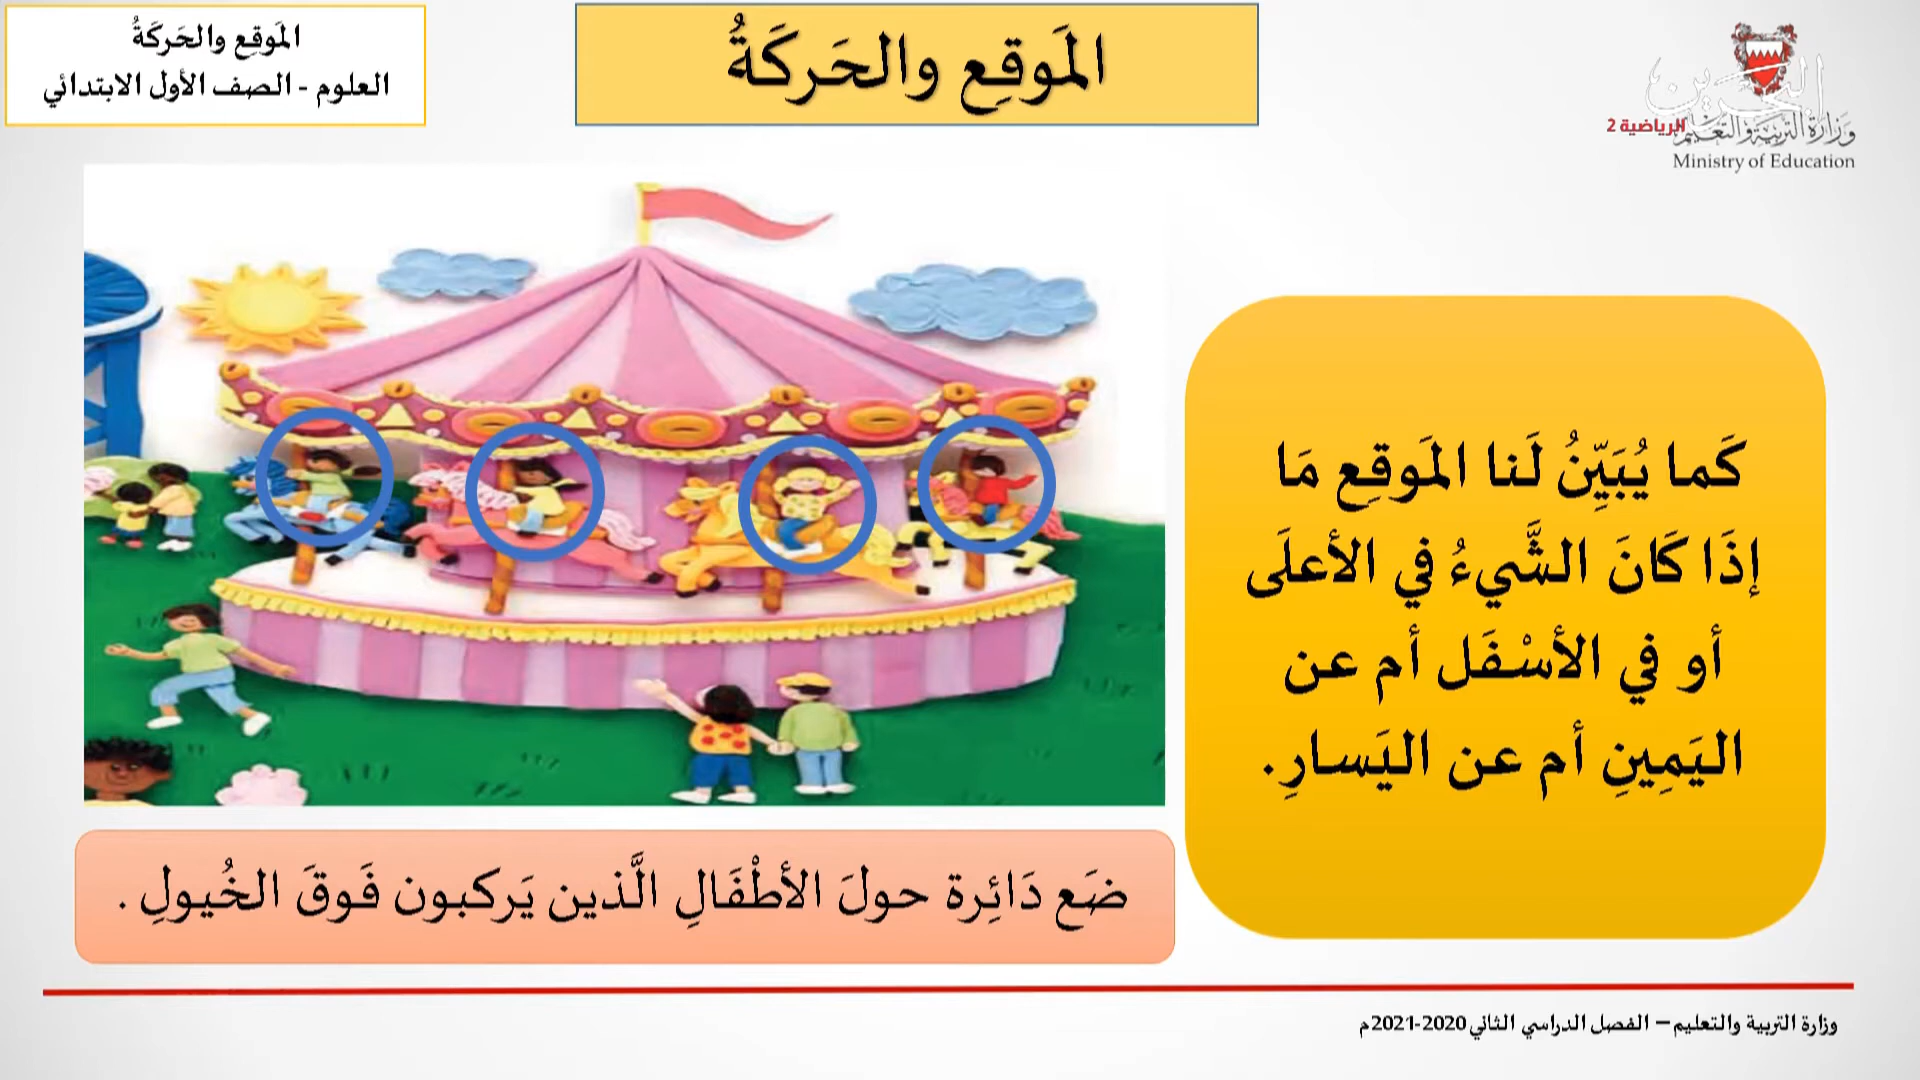 المَوقِع والحَركَةُ
العلوم - الصف الأول الابتدائي
المَوقِع والحَركَةُ
البحرين
الرياضية 2
وزارة التربية والتعليم
Ministry of Education
كَما يُبَيِّنُ لَنا المَوقِع مَا
إذَا كَانَ الشَّيءُ في الأعلَى
أو في الأسْفَل أم عن
اليَمِينِ أم عن اليَسارِ.
ضَع دَائِرة حولَ الأطْفَالِ الَّذين يَركبون فَوقَ الخُيولِ .
وزارة التربية والتعليم – الفصل الدراسي الثاني 2020-2021م